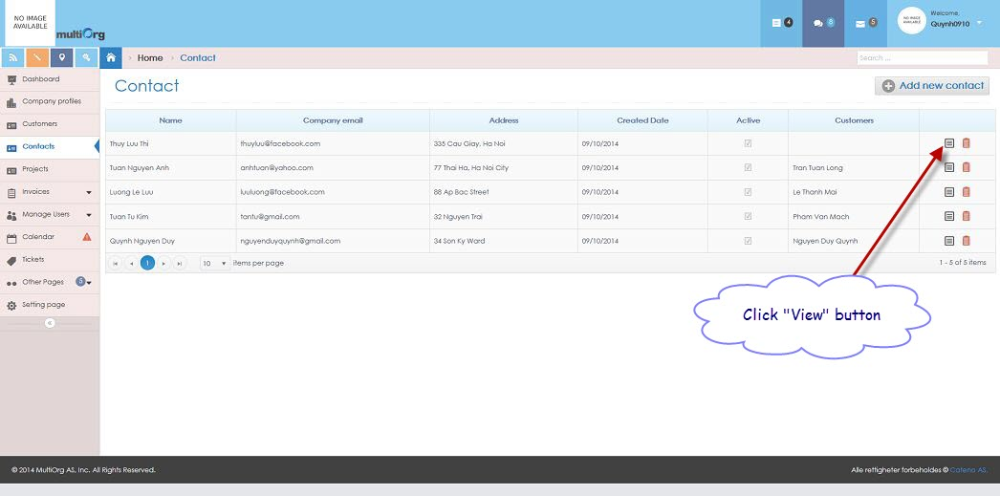 NO IMAGE
AVAILABLE
multiOrg
4
8
5
NO IMAGE
AVAILABLE
Welcome,
Quynh0910
Home
Contact
Search ...
Dashboard
Company profiles
Customers
Contacts
Projects
Invoices
Manage Users
Calendar
Tickets
Other Pages 5
Setting page
Contact
Add new contact
Name Company email Address Created Date Active Customers
Thuy Luu Thi thuyluu@facebook.com 335 Cau Giay, Ha Noi 09/10/2014
Tuan Nguyen Anh anhtuan@yahoo.com 77 Thai Ha, Ha Noi City 09/10/2014 Tran Tuan Long
Luong Le Luu luuluong@facebook.com 88 Ap Bac Street 09/10/2014 Le Thanh Mai
Tuan Tu Kim tantu@gmail.com 32 Nguyen Trai 09/10/2014 Pham Van Mach
Quynh Nguyen Duy nguyenduyquynh@gmail.com 34 Son Ky Ward 09/10/2014 Nguyen Duy Quynh
1 10 items per page 1 - 5 of 5 items
Click "View" button
© 2014 MultiOrg AS, Inc. All Rights Reserved. Alle rettigheter forbeholdes © Catena AS.